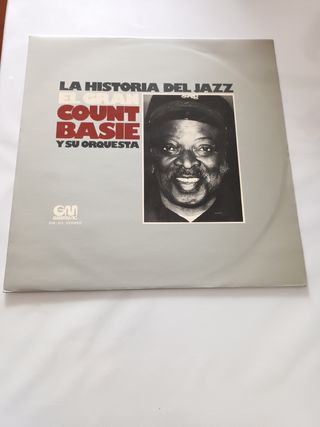 LA HISTORIA DEL JAZZ
EL GRAN
COUNT
BASIE
Y SU ORQUESTA
GM